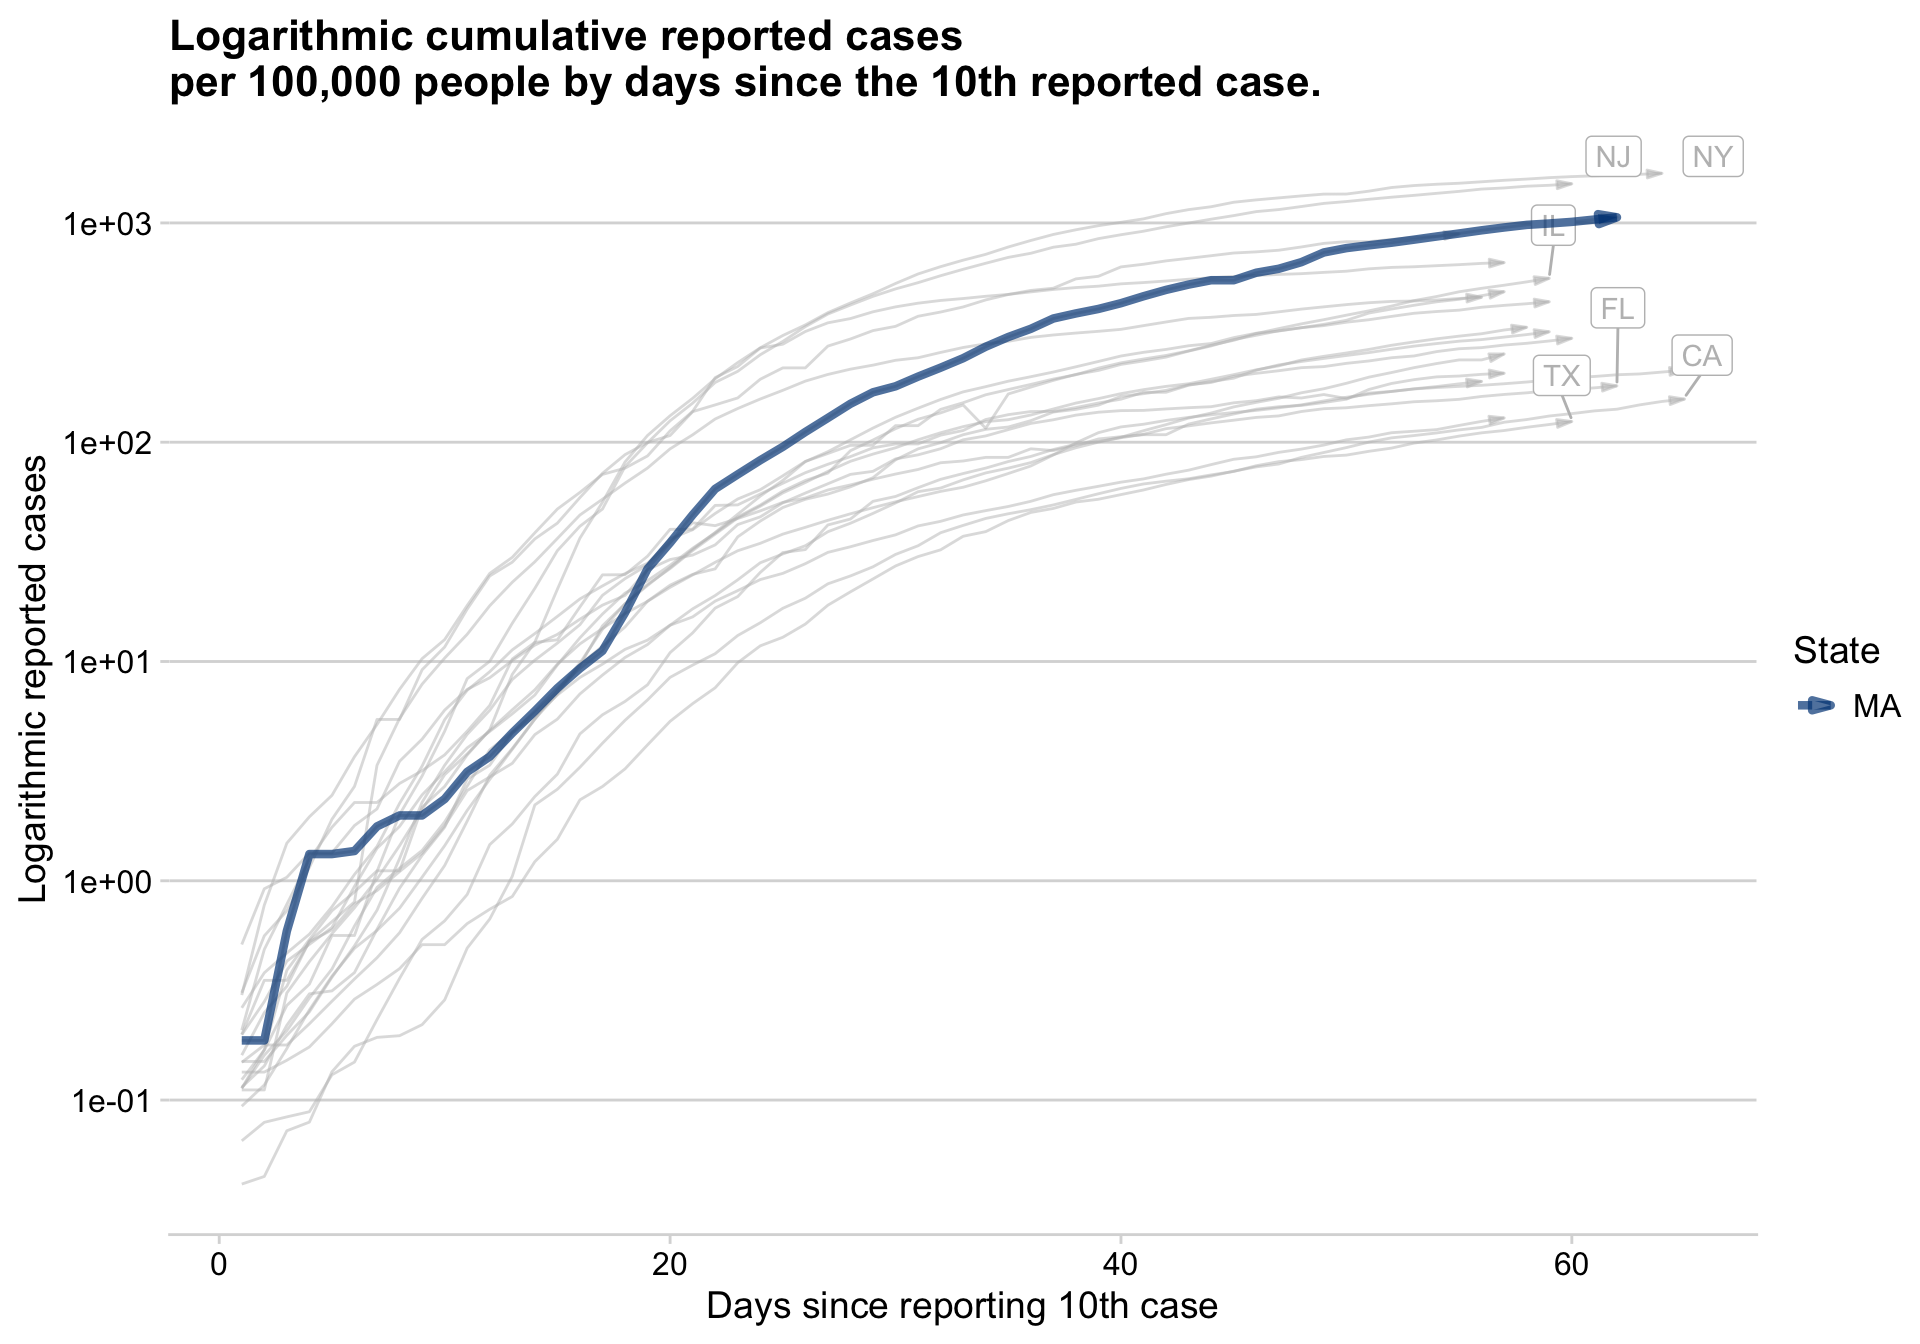 Logarithmic cumulative reported cases
per 100,000 people by days since the 10th reported case.
NJ
NY
1e+03
IL
FL
CA
TX
1e+02
1e+01
1e+00
1e-01
Logarithmic reported cases
State
MA
0
20
40
60
Days since reporting 10th case